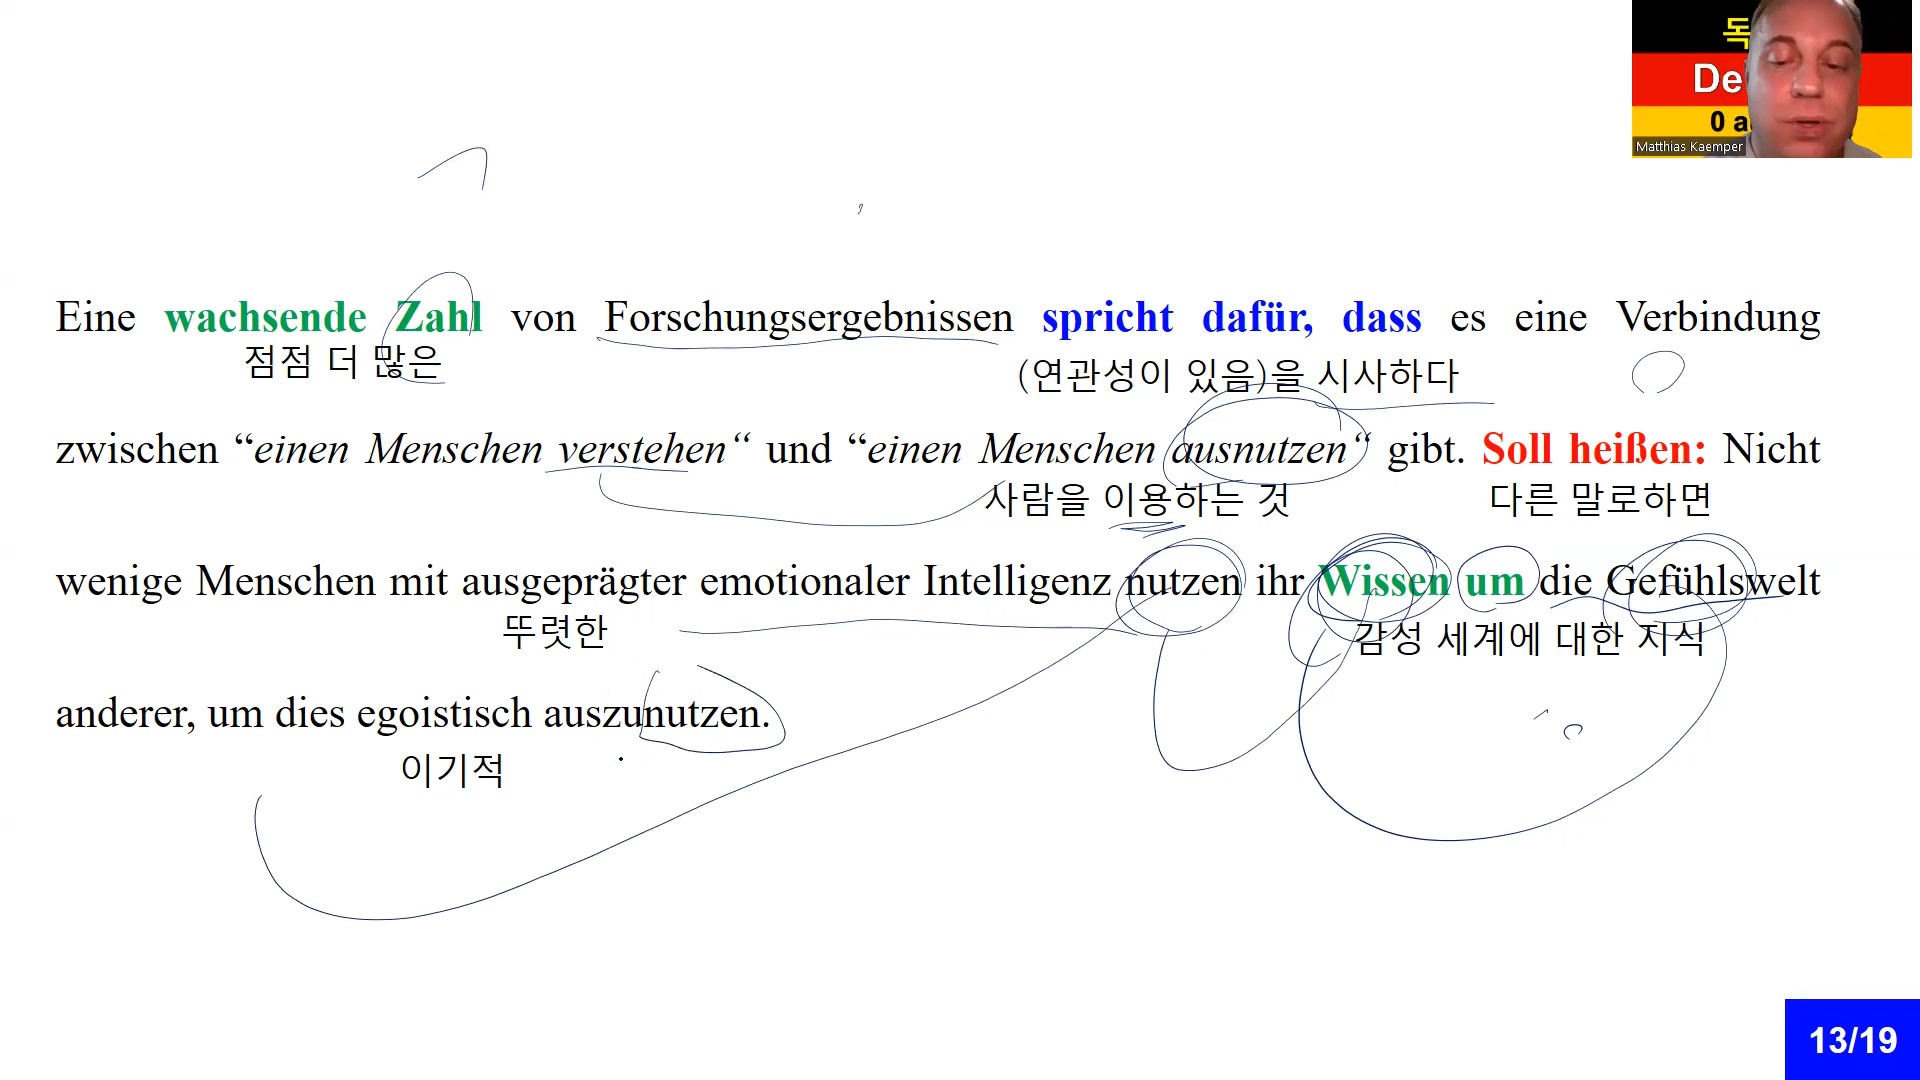 독
De
0 a
Matthias Kaemper
Eine wachsende Zahl von Forschungsergebnissen spricht dafür, dass es eine Verbindung
점점 더 많은
(연관성이 있음)을 시사하다
zwischen “einen Menschen verstehen“ und “einen Menschen ausnutzen“ gibt. Soll heißen: Nicht
사람을 이용하는 것
다른 말로하면
wenige Menschen mit ausgeprägter emotionaler Intelligenz nutzen ihr Wissen um die Gefühlswelt
뚜렷한
감성 세계에 대한 지식
anderer, um dies egoistisch auszunutzen.
이기적
13/19